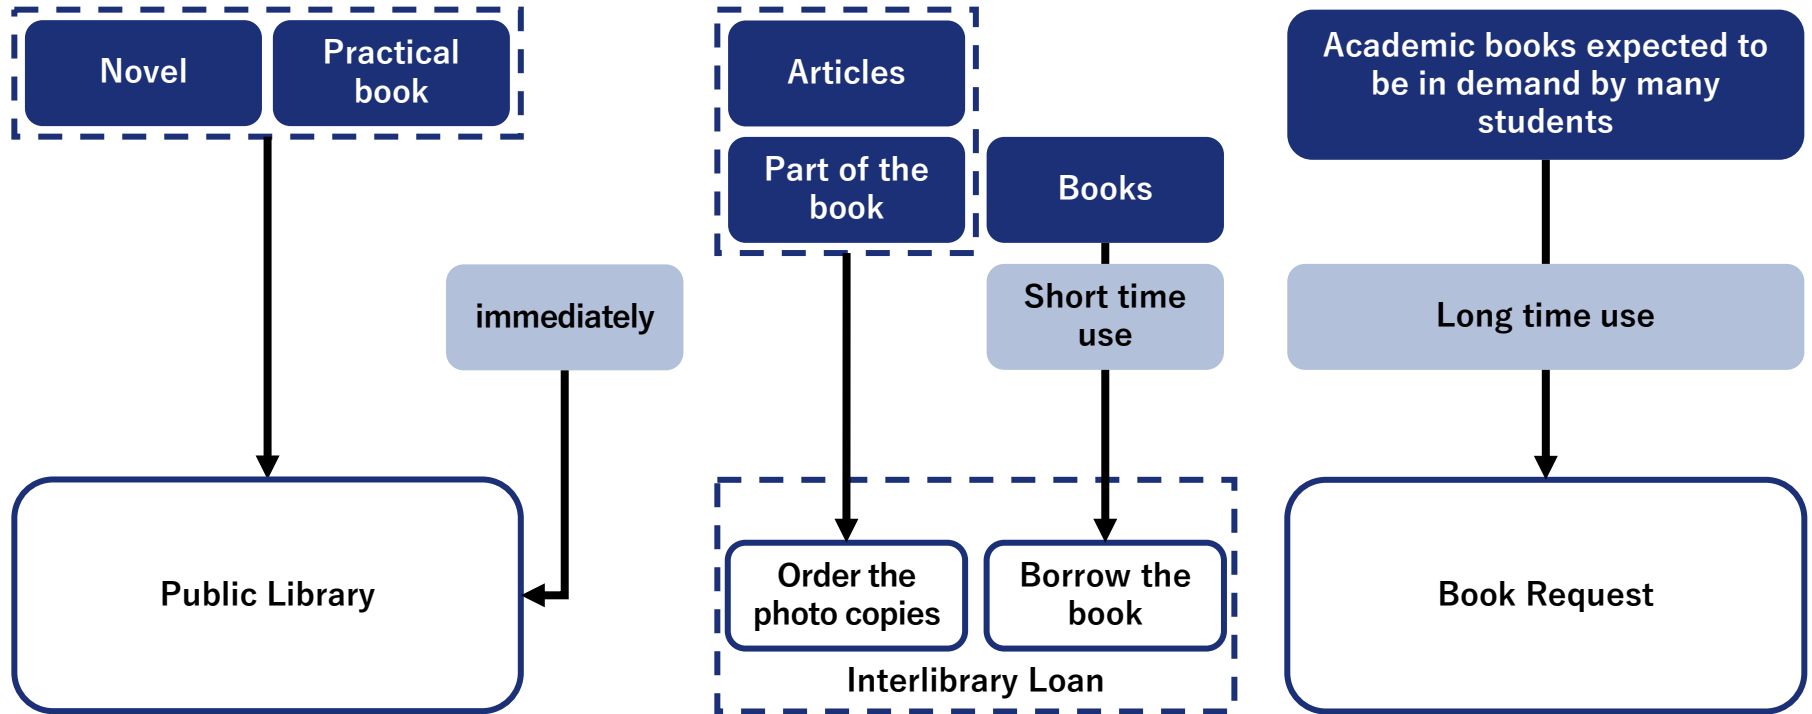 Novel
Practical
book
Articles
Part of the
book
Books
Academic books expected to
be in demand by many
students
immediately
Short time
use
Long time use
Public Library
Order the
photo copies
Borrow the
book
Interlibrary Loan
Book Request